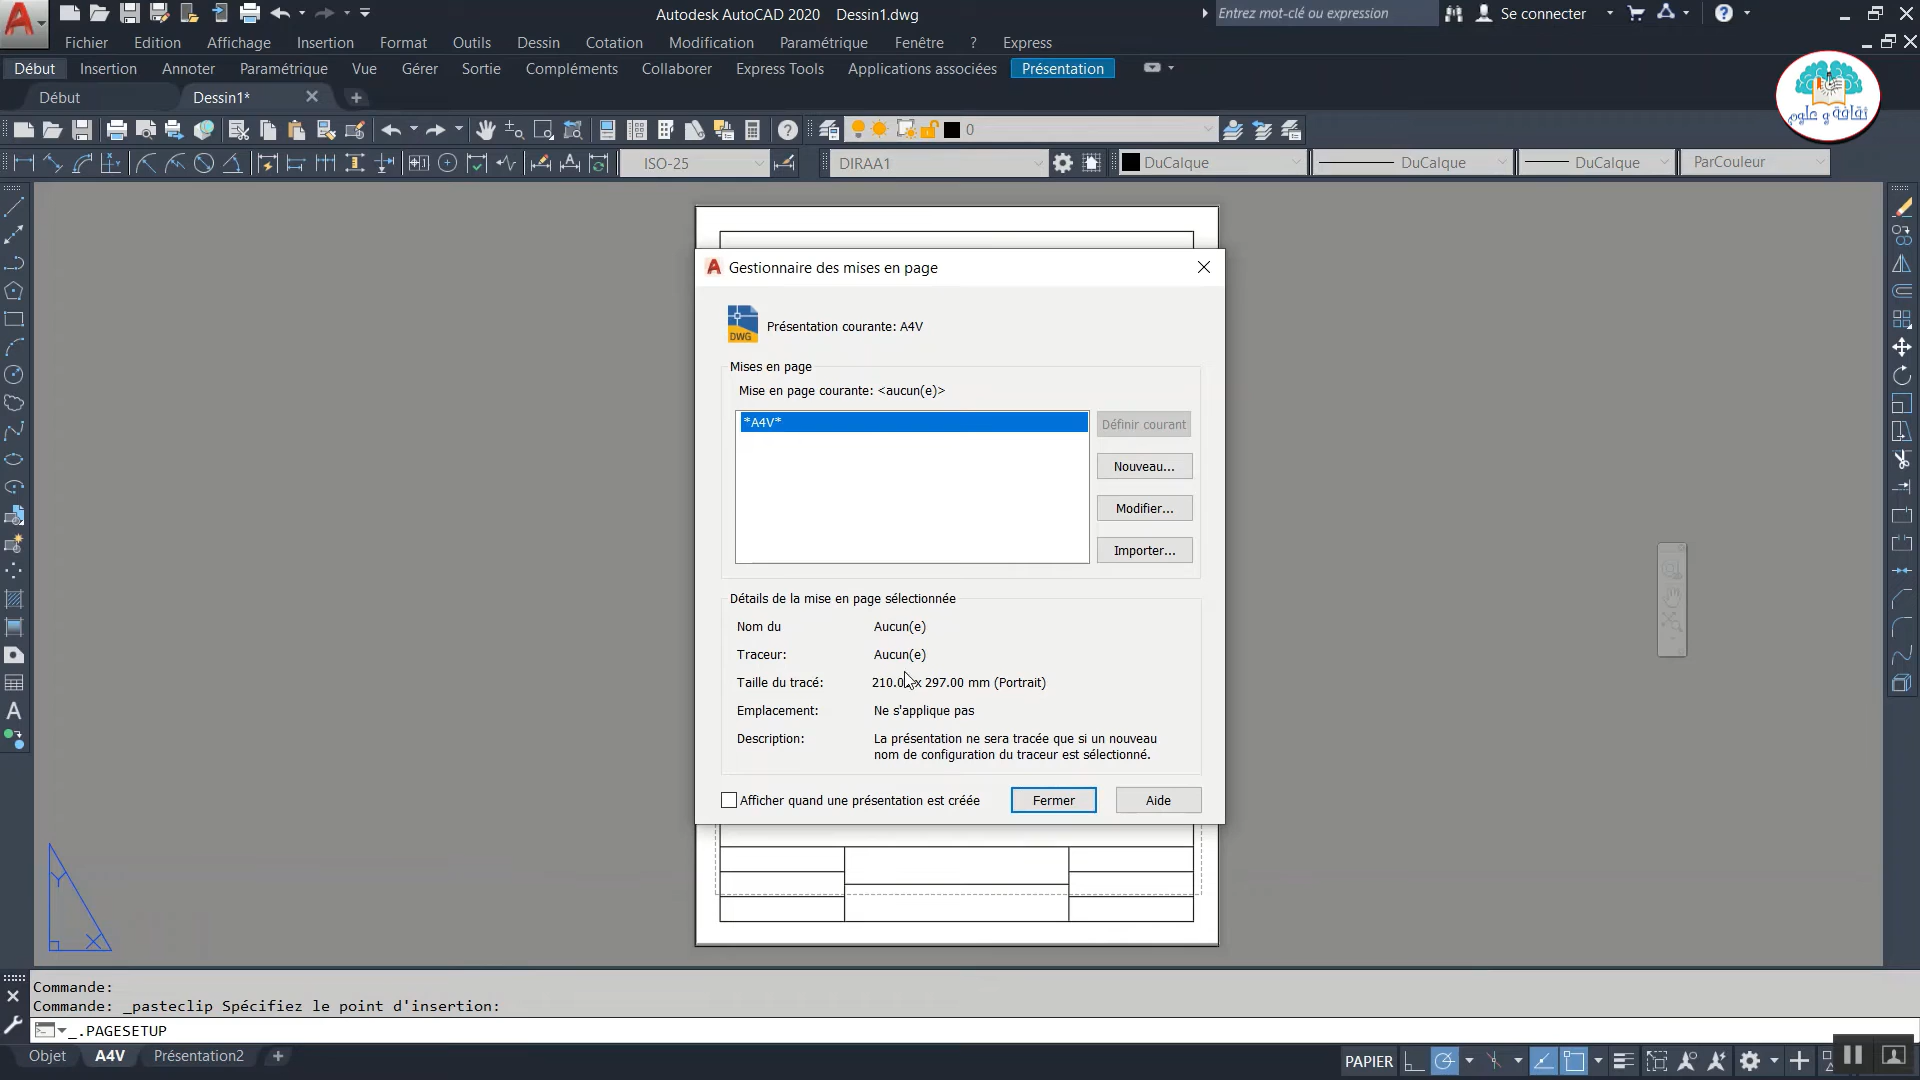 Autodesk AutoCAD 2020 Dessin1.dwg
Entrez mot-clé ou expression
Se connecter
Fichier Edition Affichage Insertion Format Outils Dessin Cotation Modification Paramétrique Fenêtre ? Express
Début Insertion Annoter Paramétrique Vue Gérer Sortie Compléments Collaborer Express Tools Applications associées Présentation
Début Dessin1*
ثقافة و علوم
0
ISO-25 DIRAA1 DuCalque DuCalque DuCalque ParCouleur
Gestionnaire des mises en page
DWG
Présentation courante: A4V
Mises en page
Mise en page courante: <aucun(e)>
*A4V*
Définir courant
Nouveau...
Modifier...
Importer...
Détails de la mise en page sélectionnée
Nom du Aucun(e)
Traceur: Aucun(e)
Taille du tracé: 210.0 x 297.00 mm (Portrait)
Emplacement: Ne s'applique pas
Description: La présentation ne sera tracée que si un nouveau
nom de configuration du traceur est sélectionné.
Afficher quand une présentation est créée
Fermer
Aide
Y
X
Commande:
Commande: _pasteclip Spécifiez le point d'insertion:
_.PAGESETUP
Objet A4V Présentation2
PAPIER